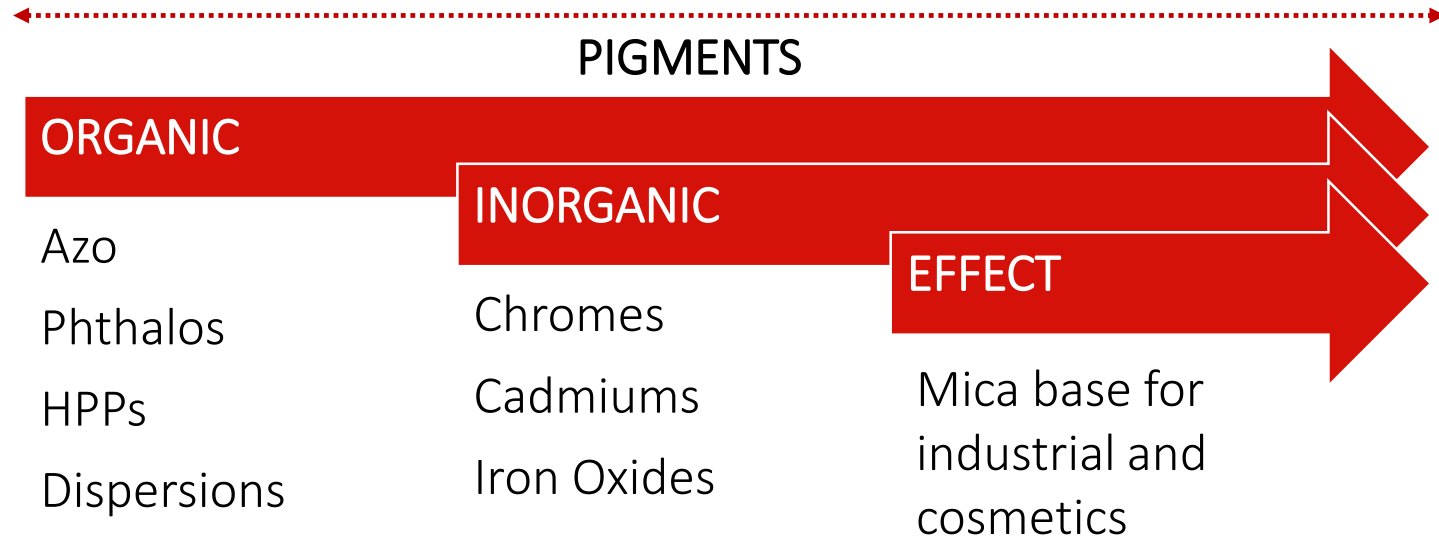 PIGMENTS
ORGANIC
Azo
Phthalos
HPPs
Dispersions
INORGANIC
Chromes
Cadmiums
Iron Oxides
EFFECT
Mica base for
industrial and
cosmetics